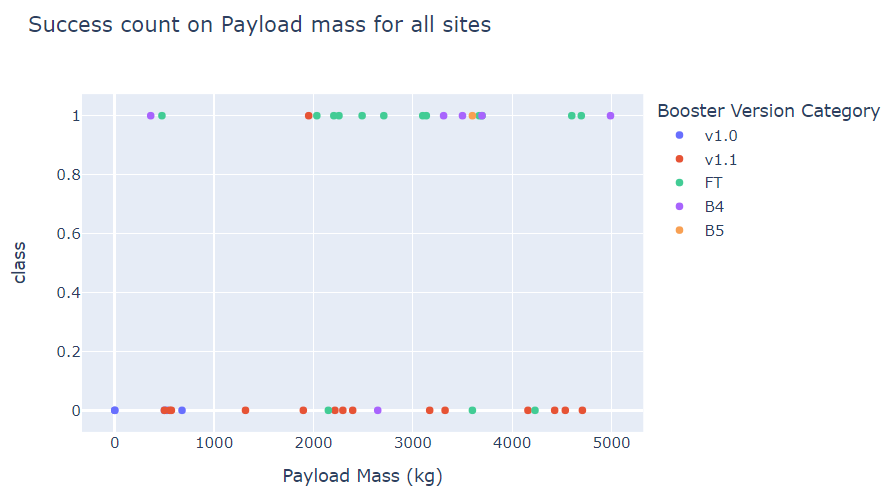 Success count on Payload mass for all sites
1
0.8
0.6
0.4
0.2
0
class
0 1000 2000 3000 4000 5000
Payload Mass (kg)
Booster Version Category
v1.0
v1.1
FT
B4
B5